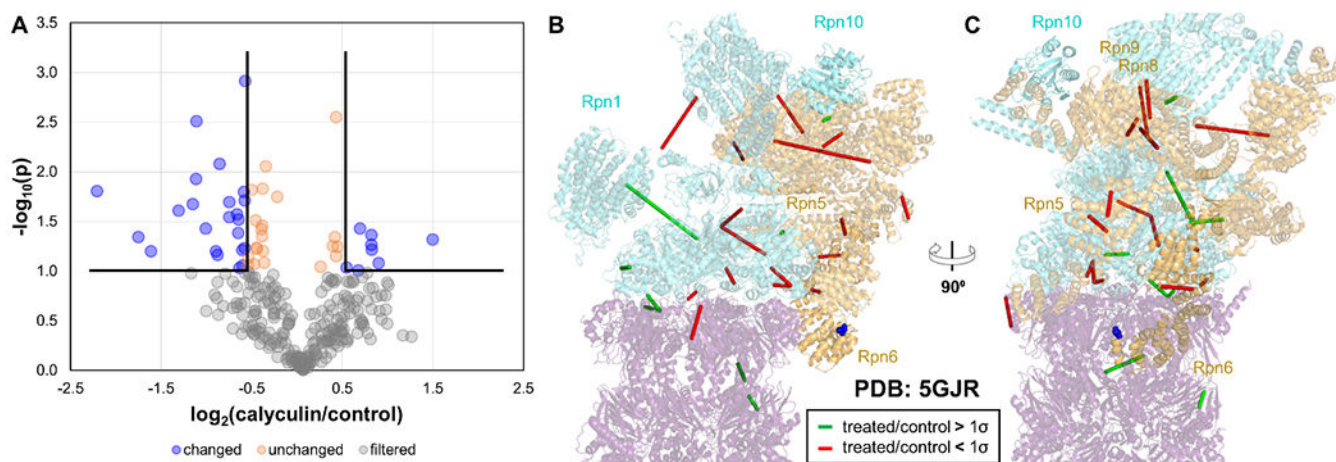 A
3.5
3.0
2.5
2.0
1.5
1.0
0.5
0.0
-log10(p)
-2.5 -1.5 -0.5 0.5 1.5 2.5
log2(calyculin/control)
changed unchanged filtered
B
Rpn10
Rpn1
Rpn5
Rpn6
90º
PDB: 5GJR
treated/control > 1σ
treated/control < 1σ
C
Rpn10
Rpn9
Rpn8
Rpn5
Rpn6